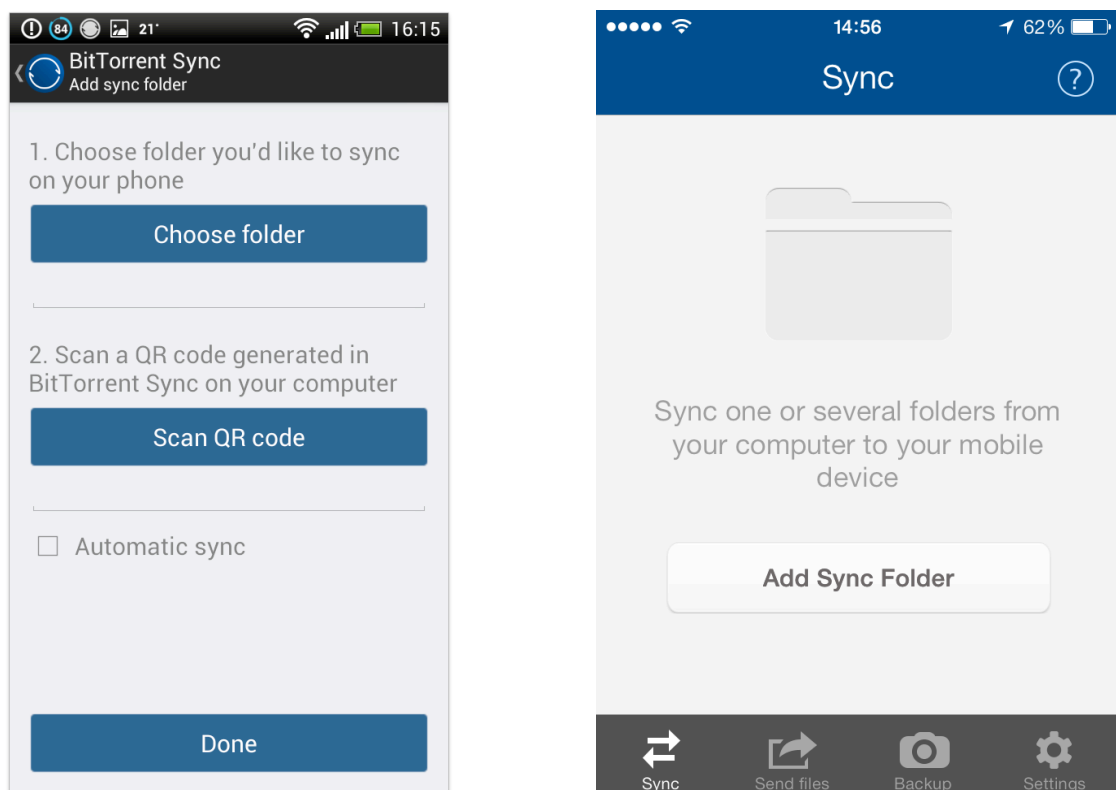 84 21° 16:15
BitTorrent Sync
Add sync folder
1. Choose folder you'd like to sync
on your phone
Choose folder
2. Scan a QR code generated in
BitTorrent Sync on your computer
Scan QR code
Automatic sync
Done
14:56 62%
Sync
?
Sync one or several folders from
your computer to your mobile
device
Add Sync Folder
Sync Send files Backup Settings